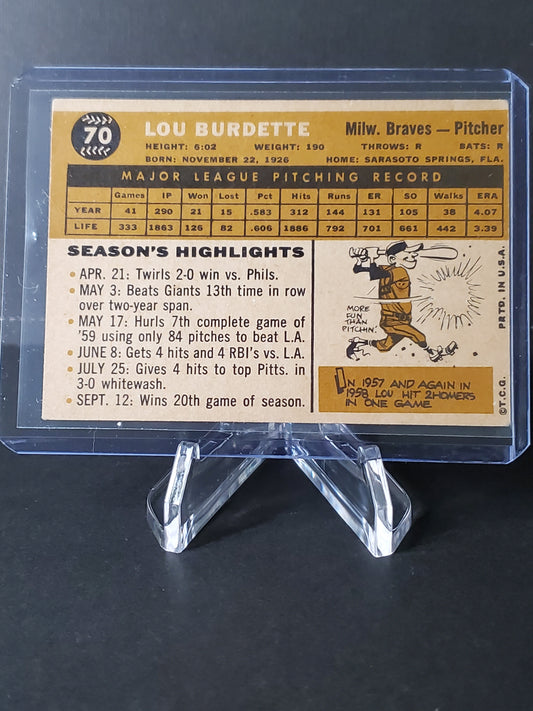 70
LOU BURDETTE
Milw. Braves — Pitcher
HEIGHT: 6:02 WEIGHT: 190 THROWS: R BATS: R
BORN: NOVEMBER 22, 1926 HOME: SARASOTO SPRINGS, FLA.
MAJOR LEAGUE PITCHING RECORD
Games IP Won Lost Pct Hits Runs ER SO Walks ERA
YEAR 41 290 21 15 .583 312 144 131 105 38 4.07
LIFE 333 1863 126 82 .606 1886 792 701 661 442 3.39
SEASON'S HIGHLIGHTS
• APR. 21: Twirls 2-0 win vs. Phils.
• MAY 3: Beats Giants 13th time in row
over two-year span.
• MAY 17: Hurls 7th complete game of
'59 using only 84 pitches to beat L.A.
• JUNE 8: Gets 4 hits and 4 RBI's vs. L.A.
• JULY 25: Gives 4 hits to top Pitts. in
3-0 whitewash.
• SEPT. 12: Wins 20th game of season.
MORE
FUN
THAN
PITCHIN'.
IN 1957 AND AGAIN IN
1958 LOU HIT 2 HOMERS
IN ONE GAME.
©T.C.G. PRTD. IN U.S.A.